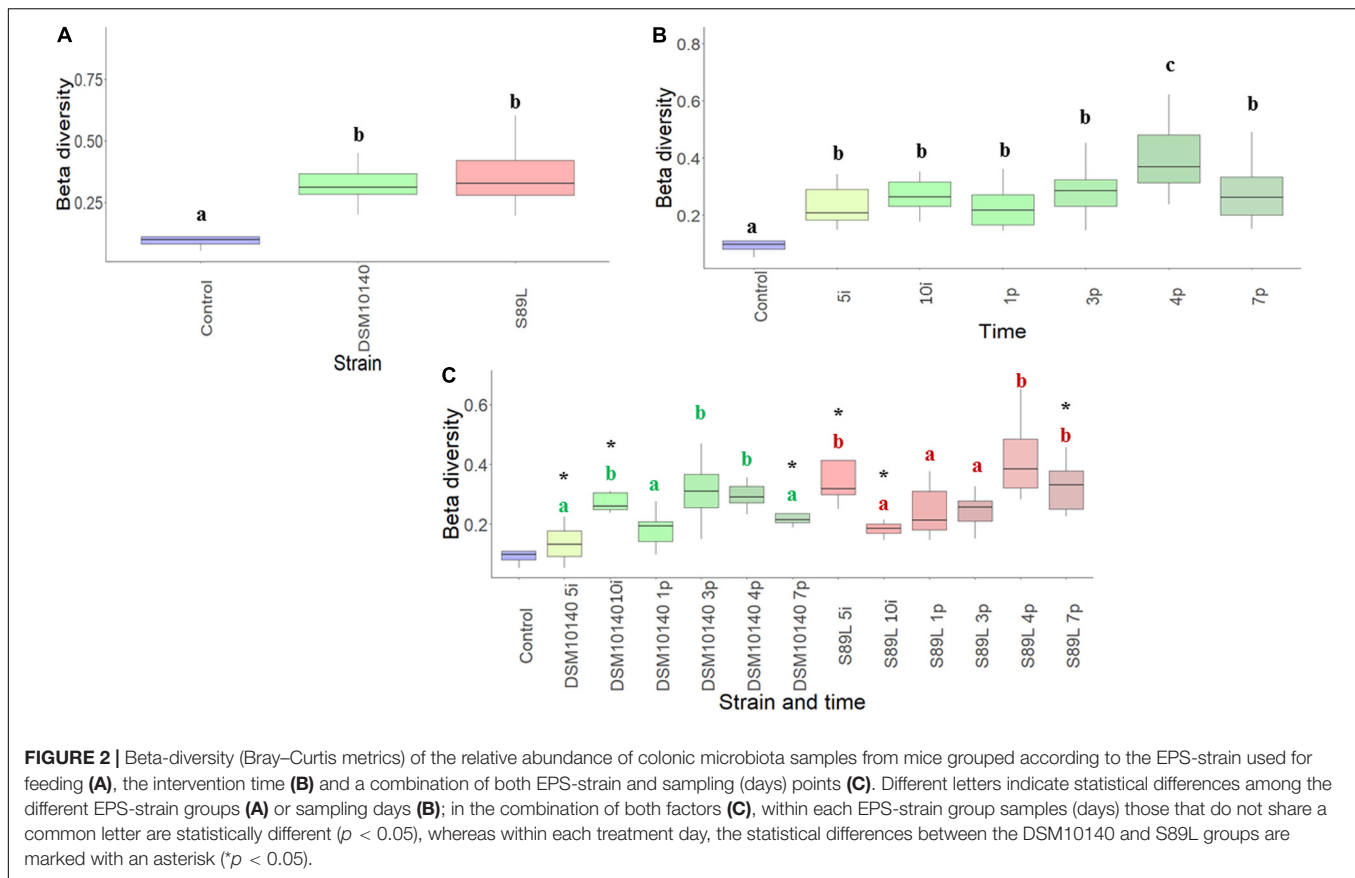 A
Beta diversity
0.75
0.50
0.25
a
b
b
Control
DSM10140
S89L
Strain
B
Beta diversity
0.8
0.6
0.4
0.2
a
b
b
b
b
c
b
Control
5i
10i
1p
3p
4p
7p
Time
C
Beta diversity
0.6
0.4
0.2
*
a
*
b
a
b
b
*
a
*
b
*
a
a
a
b
*
b
Control
DSM10140 5i
DSM1014010i
DSM10140 1p
DSM10140 3p
DSM10140 4p
DSM10140 7p
S89L 5i
S89L 10i
S89L 1p
S89L 3p
S89L 4p
S89L 7p
Strain and time
FIGURE 2 | Beta-diversity (Bray–Curtis metrics) of the relative abundance of colonic microbiota samples from mice grouped according to the EPS-strain used for
feeding (A), the intervention time (B) and a combination of both EPS-strain and sampling (days) points (C). Different letters indicate statistical differences among the
different EPS-strain groups (A) or sampling days (B); in the combination of both factors (C), within each EPS-strain group samples (days) those that do not share a
common letter are statistically different (p < 0.05), whereas within each treatment day, the statistical differences between the DSM10140 and S89L groups are
marked with an asterisk (*p < 0.05).